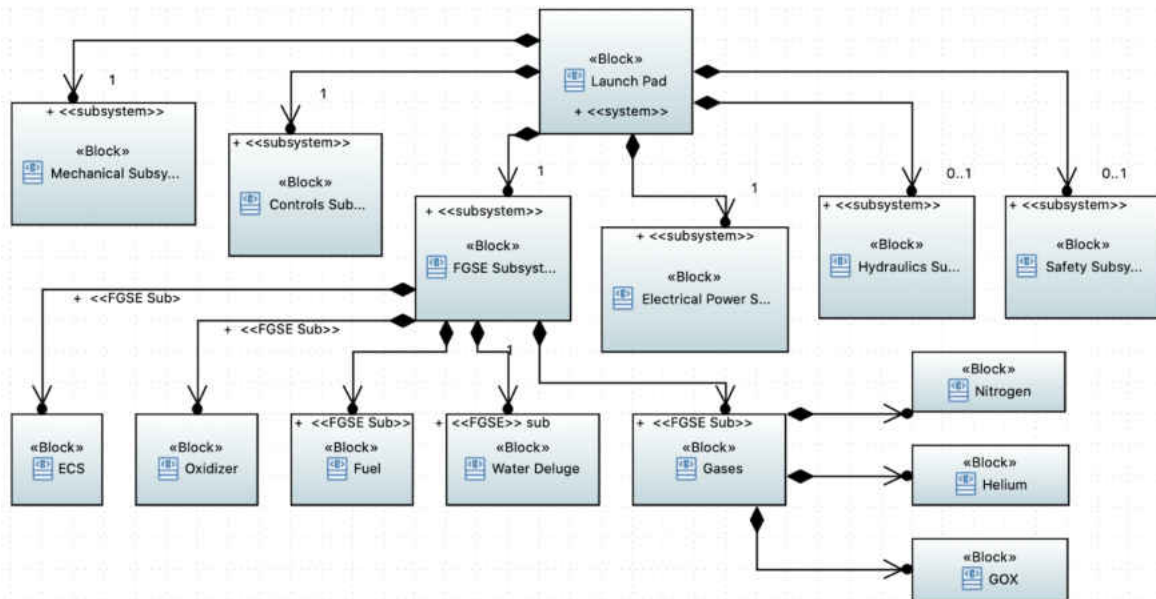 «Block»
Launch Pad
+ <<system>>
1
+ <<subsystem>>
«Block»
Mechanical Subsy...
1
+ <<subsystem>>
«Block»
Controls Sub...
1
+ <<subsystem>>
«Block»
FGSE Subsyst...
1
+ <<subsystem>>
«Block»
Electrical Power S...
0..1
+ <<subsystem>>
«Block»
Hydraulics Su...
0..1
+ <<subsystem>>
«Block»
Safety Subsy...
+ <<FGSE Sub>
«Block»
ECS
+ <<FGSE Sub>>
«Block»
Oxidizer
+ <<FGSE Sub>>
«Block»
Fuel
1
+ <<FGSE>> sub
«Block»
Water Deluge
+ <<FGSE Sub>>
«Block»
Gases
«Block»
Nitrogen
«Block»
Helium
«Block»
GOX